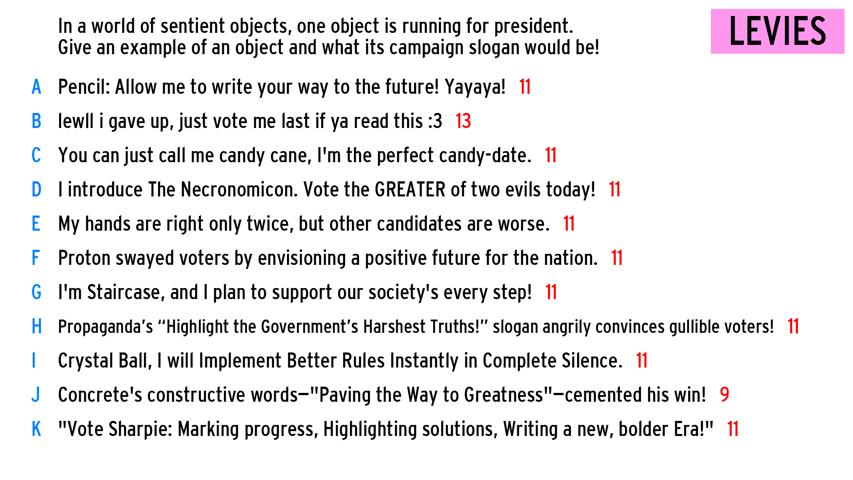 In a world of sentient objects, one object is running for president.
Give an example of an object and what its campaign slogan would be!
LEVIES
A Pencil: Allow me to write your way to the future! Yayaya! 11
B Iewll i gave up, just vote me last if ya read this :3 13
C You can just call me candy cane, I'm the perfect candy-date. 11
D I introduce The Necronomicon. Vote the GREATER of two evils today! 11
E My hands are right only twice, but other candidates are worse. 11
F Proton swayed voters by envisioning a positive future for the nation. 11
G I'm Staircase, and I plan to support our society's every step! 11
H Propaganda's “Highlight the Government's Harshest Truths!” slogan angrily convinces gullible voters! 11
I Crystal Ball, I will Implement Better Rules Instantly in Complete Silence. 11
J Concrete's constructive words—"Paving the Way to Greatness"—cemented his win! 9
K "Vote Sharpie: Marking progress, Highlighting solutions, Writing a new, bolder Era!" 11